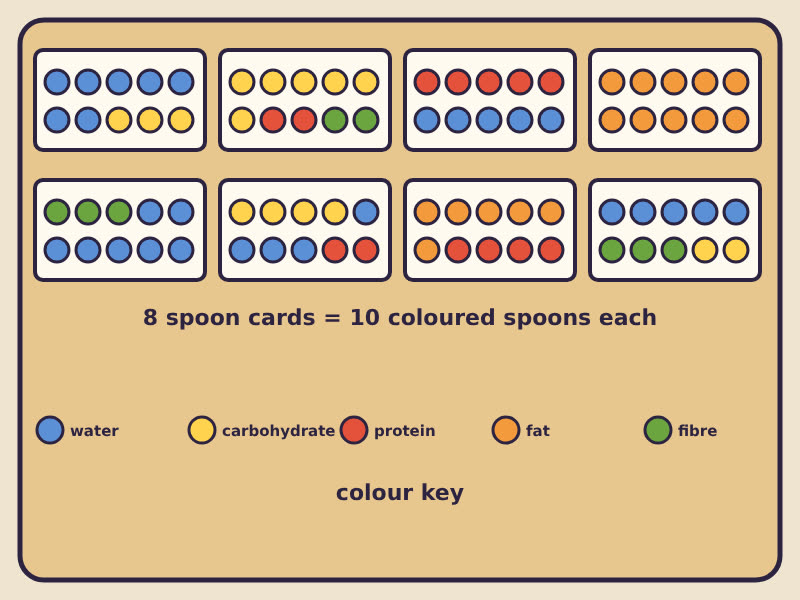 8 spoon cards = 10 coloured spoons each
water carbohydrate protein fat fibre
colour key